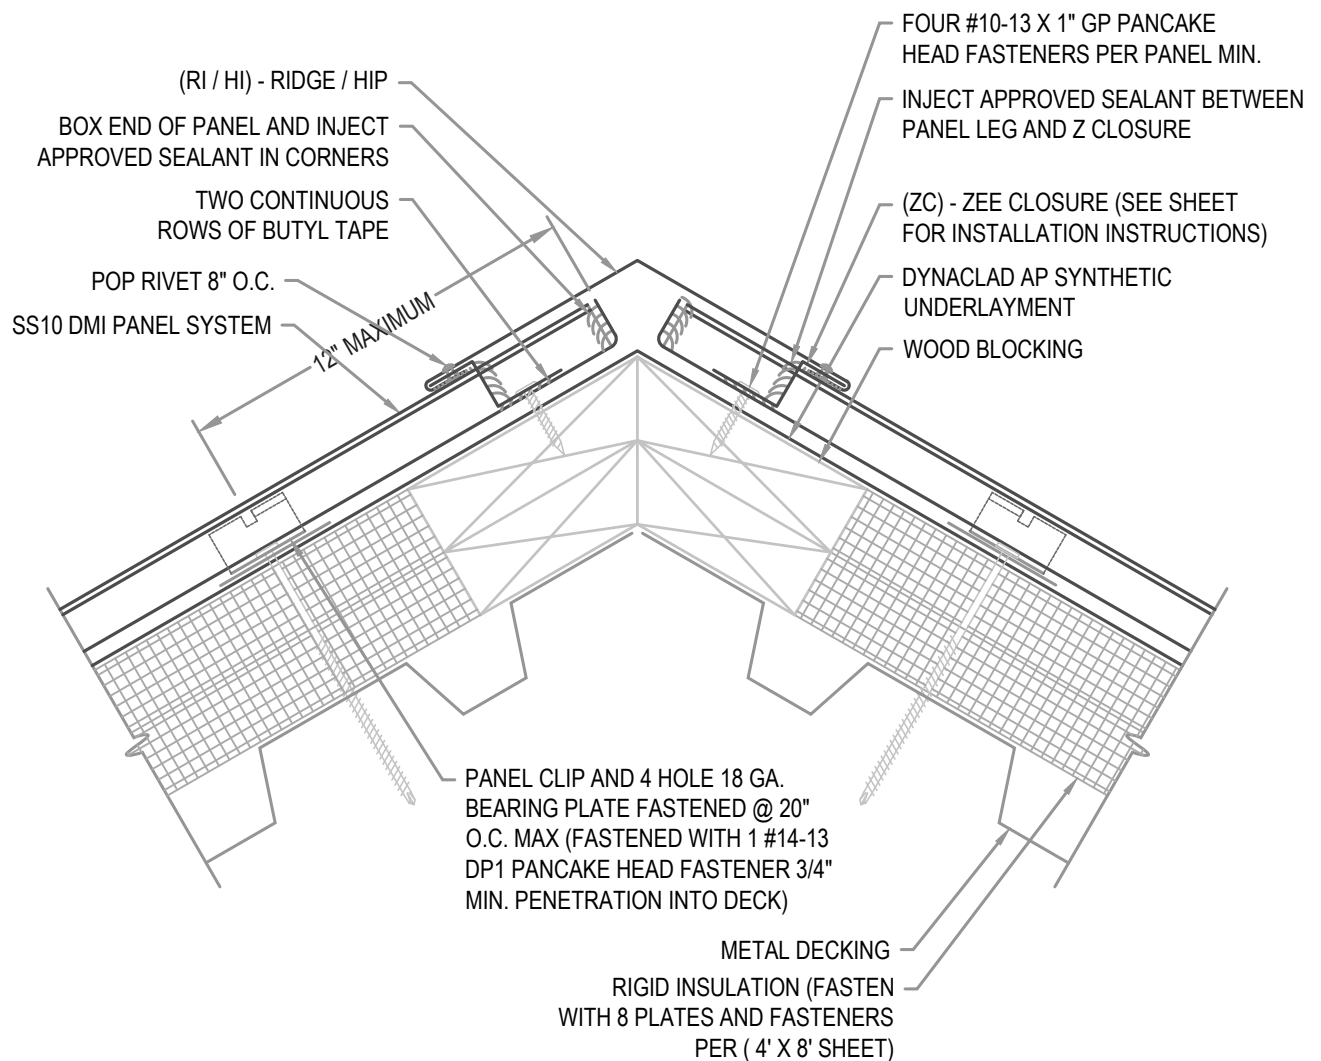 (RI / HI) - RIDGE / HIP
BOX END OF PANEL AND INJECT
APPROVED SEALANT IN CORNERS
TWO CONTINUOUS
ROWS OF BUTYL TAPE
POP RIVET 8" O.C.
SS10 DMI PANEL SYSTEM
12" MAXIMUM
FOUR #10-13 X 1" GP PANCAKE
HEAD FASTENERS PER PANEL MIN.
INJECT APPROVED SEALANT BETWEEN
PANEL LEG AND Z CLOSURE
(ZC) - ZEE CLOSURE (SEE SHEET
FOR INSTALLATION INSTRUCTIONS)
DYNACLAD AP SYNTHETIC
UNDERLAYMENT
WOOD BLOCKING
PANEL CLIP AND 4 HOLE 18 GA.
BEARING PLATE FASTENED @ 20"
O.C. MAX (FASTENED WITH 1 #14-13
DP1 PANCAKE HEAD FASTENER 3/4"
MIN. PENETRATION INTO DECK)
METAL DECKING
RIGID INSULATION (FASTEN
WITH 8 PLATES AND FASTENERS
PER ( 4' X 8' SHEET)